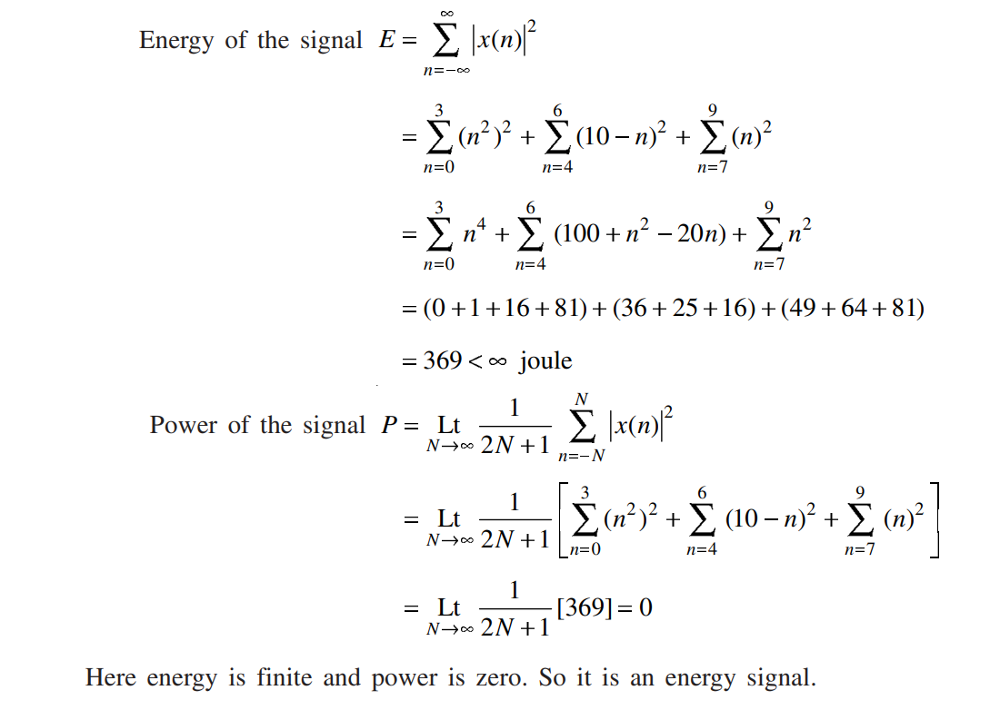 Energy of the signal $E = \sum_{n=-\infty}^{\infty} |x(n)|^2$
$= \sum_{n=0}^{3} (n^2)^2 + \sum_{n=4}^{6} (10-n)^2 + \sum_{n=7}^{9} (n)^2$
$= \sum_{n=0}^{3} n^4 + \sum_{n=4}^{6} (100 + n^2 - 20n) + \sum_{n=7}^{9} n^2$
$= (0+1+16+81)+(36+25+16)+(49+64+81)$
$= 369 < \infty$ joule
Power of the signal $P = \underset{N\to\infty}{\text{Lt}} \frac{1}{2N+1} \sum_{n=-N}^{N} |x(n)|^2$
$= \underset{N\to\infty}{\text{Lt}} \frac{1}{2N+1} \left[ \sum_{n=0}^{3} (n^2)^2 + \sum_{n=4}^{6} (10-n)^2 + \sum_{n=7}^{9} (n)^2 \right]$
$= \underset{N\to\infty}{\text{Lt}} \frac{1}{2N+1} [369] = 0$
Here energy is finite and power is zero. So it is an energy signal.